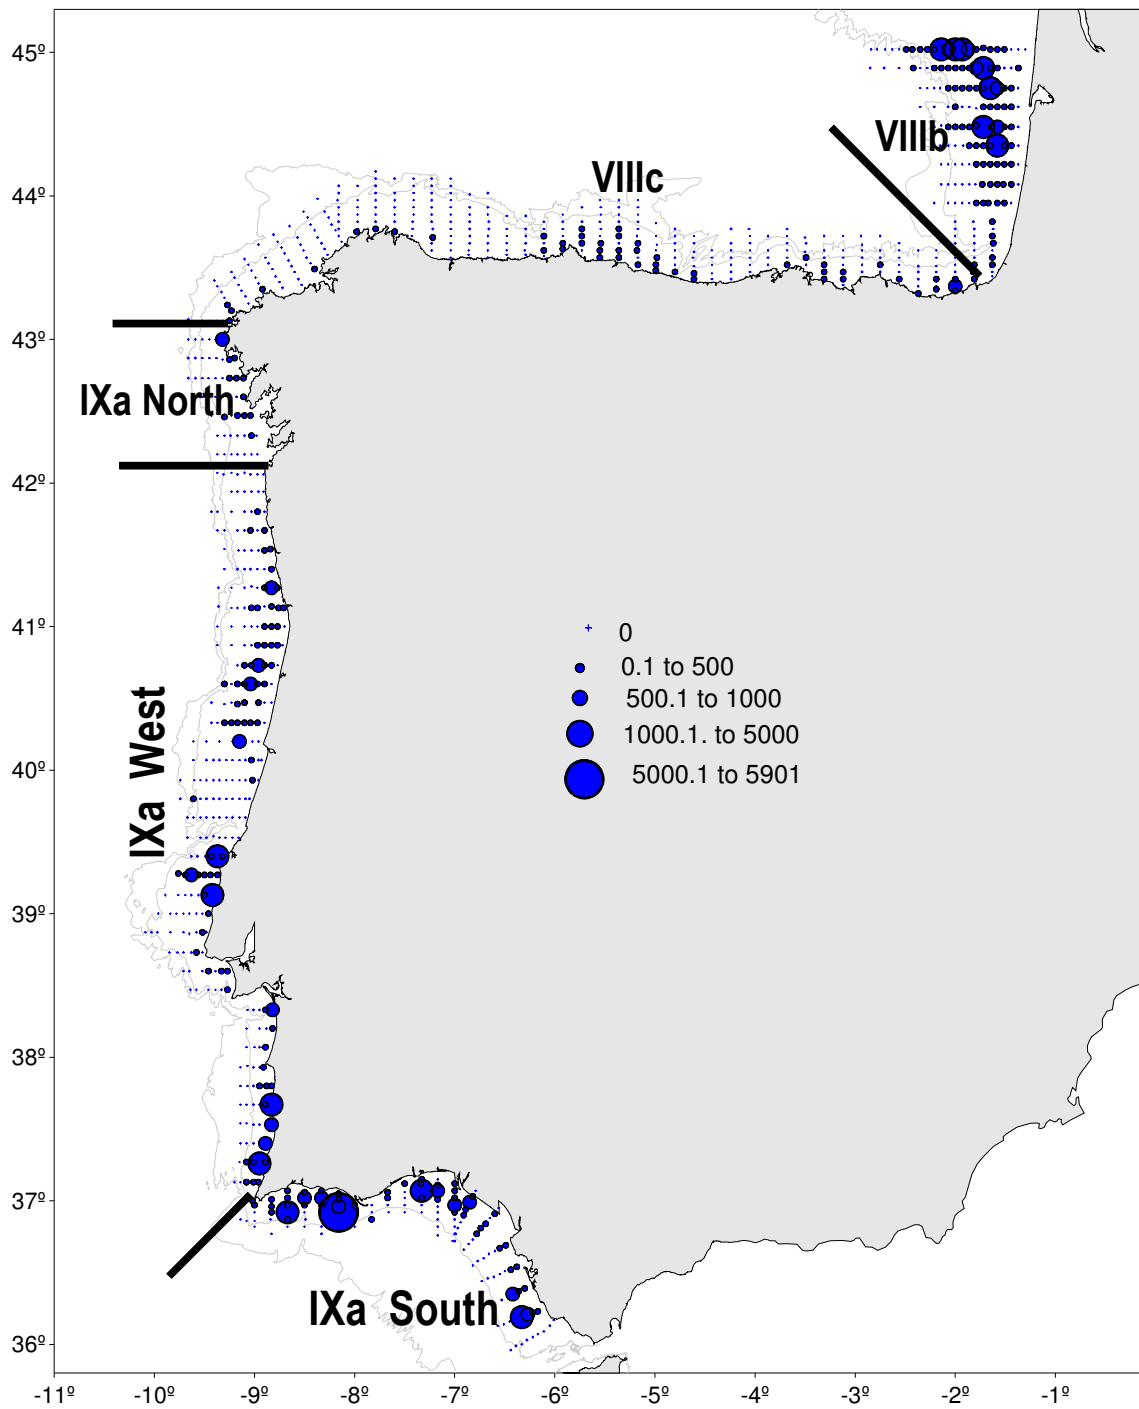 45º
VIIIb
VIIIc
44º
43º
IXa North
42º
41º
0
0.1 to 500
500.1 to 1000
1000.1. to 5000
5000.1 to 5901
IXa West
40º
39º
38º
37º
IXa South
36º
-11º -10º -9º -8º -7º -6º -5º -4º -3º -2º -1º